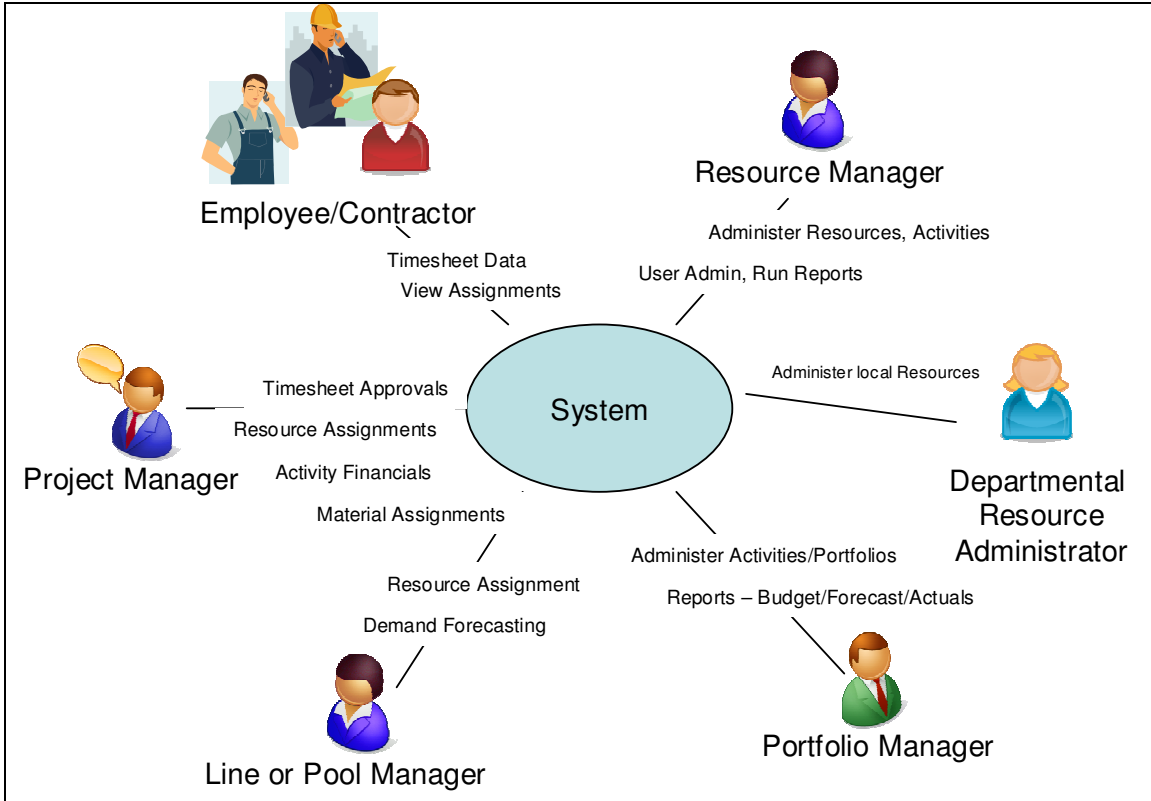 Employee/Contractor
Timesheet Data
View Assignments
Resource Manager
Administer Resources, Activities
User Admin, Run Reports
System
Administer local Resources
Departmental
Resource
Administrator
Project Manager
Timesheet Approvals
Resource Assignments
Activity Financials
Material Assignments
Resource Assignment
Demand Forecasting
Line or Pool Manager
Administer Activities/Portfolios
Reports – Budget/Forecast/Actuals
Portfolio Manager